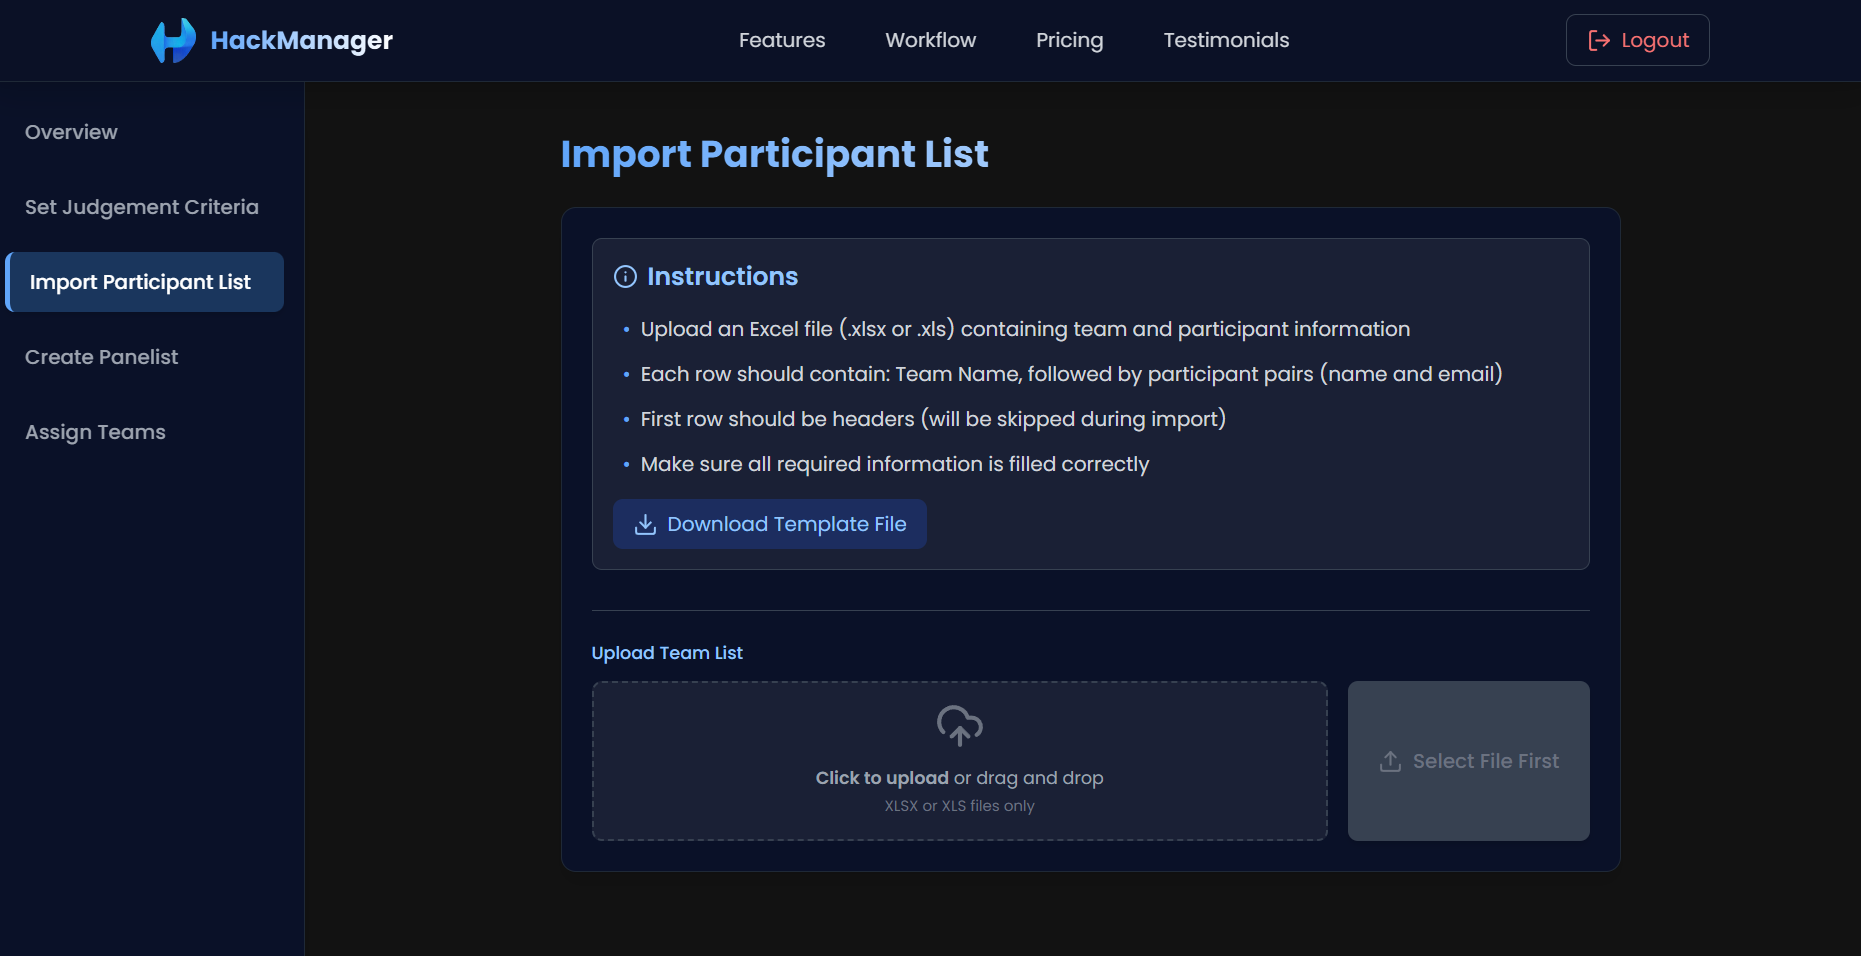 HackManager
Features
Workflow
Pricing
Testimonials
Logout
Overview
Set Judgement Criteria
Import Participant List
Create Panelist
Assign Teams
Import Participant List
Instructions
• Upload an Excel file (.xlsx or .xls) containing team and participant information
• Each row should contain: Team Name, followed by participant pairs (name and email)
• First row should be headers (will be skipped during import)
• Make sure all required information is filled correctly
Download Template File
Upload Team List
Click to upload or drag and drop
XLSX or XLS files only
Select File First